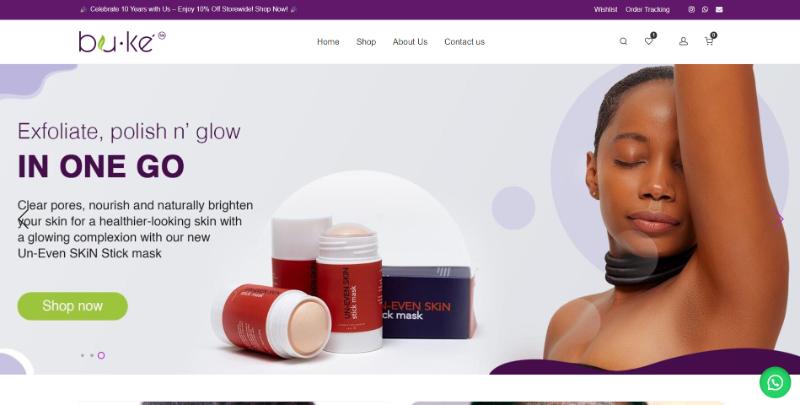 🎉 Celebrate 10 Years with Us – Enjoy 10% Off Storewide! Shop Now! 🎉
Wishlist Order Tracking
bu·ke
Home Shop About Us Contact us
1 0
Exfoliate, polish n' glow
IN ONE GO
Clear pores, nourish and naturally brighten
your skin for a healthier-looking skin with
a glowing complexion with our new
Un-Even SKiN Stick mask
Shop now
UN-EVEN SKIN
stick mask
stick mask
N-EVEN SKIN
ck mask